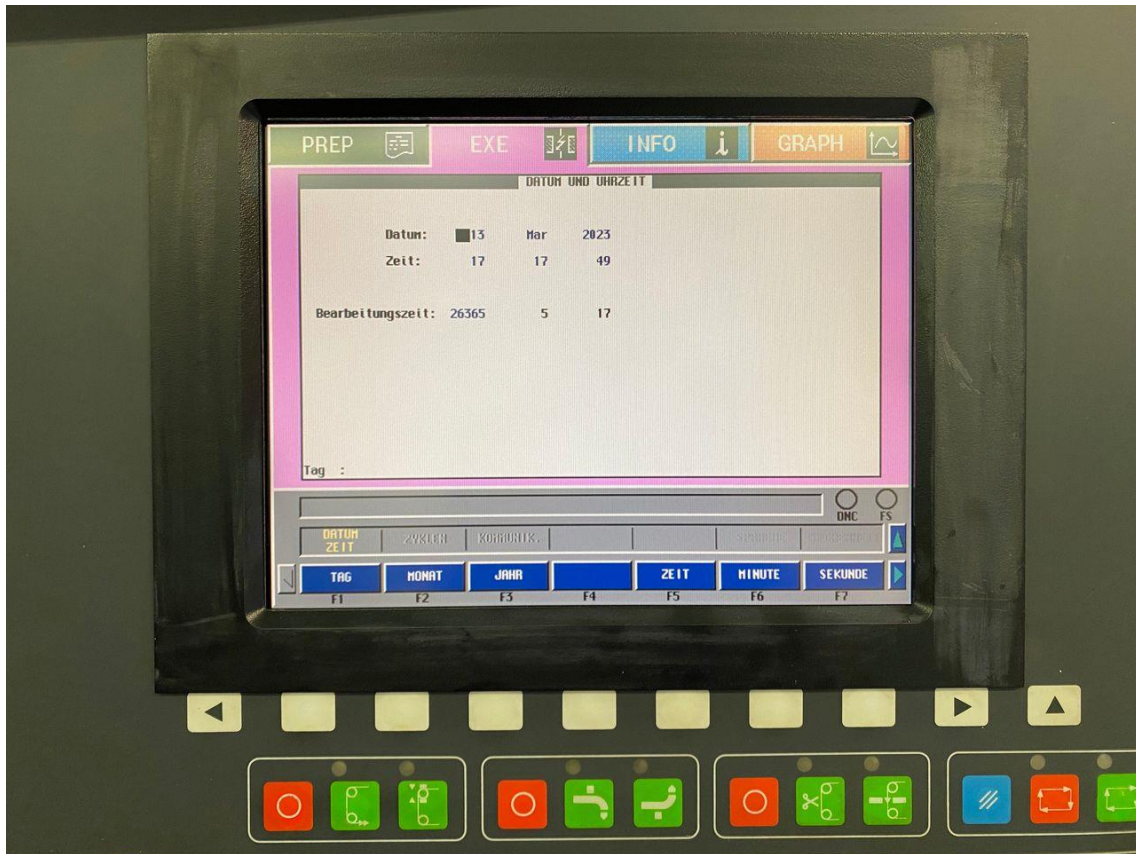 PREP EXE INFO i GRAPH
DATUM UND UHRZEIT
Datum: 13 Mar 2023
Zeit: 17 17 49
Bearbeitungszeit: 26365 5 17
Tag :
DNC FS
DATUM ZYKLEN KOMMUNIK.
ZEIT
TAG MONAT JAHR ZEIT MINUTE SEKUNDE
F1 F2 F3 F4 F5 F6 F7